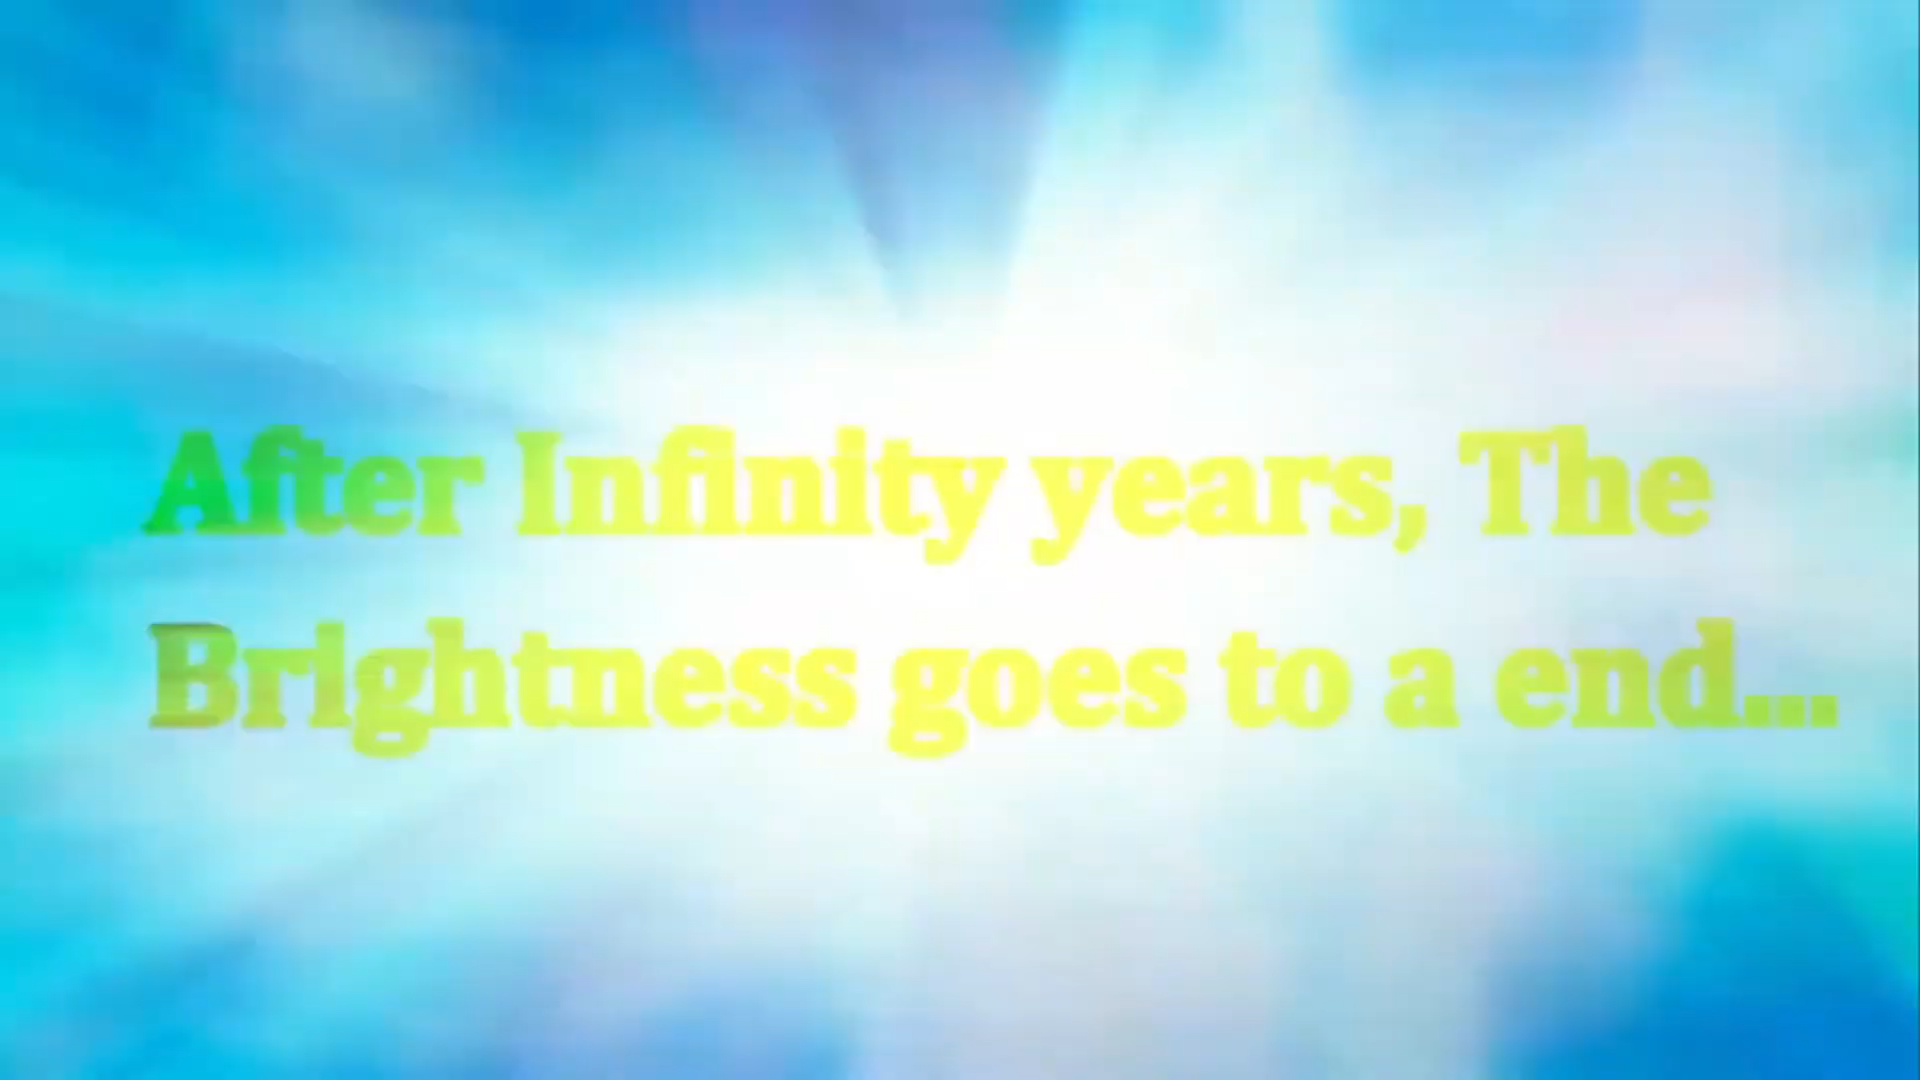 After Infinity years, The
Brightness goes to a end...